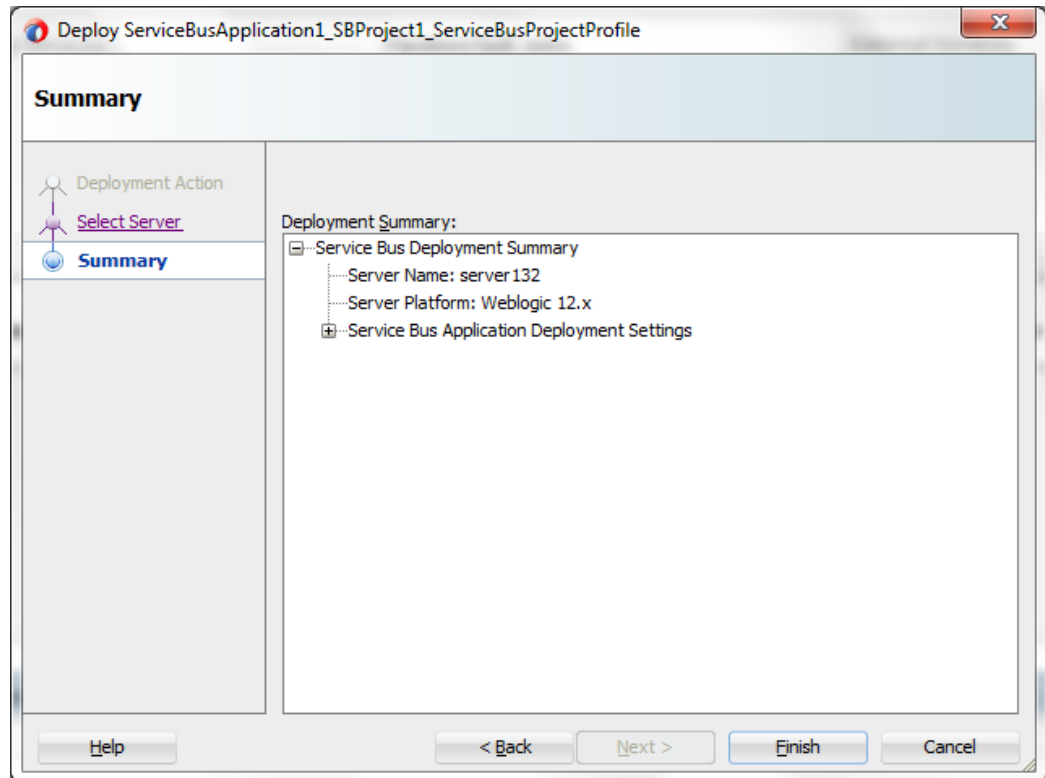 Deploy ServiceBusApplication1_SBProject1_ServiceBusProjectProfile
Summary
Deployment Action
Select Server
Summary
Deployment Summary:
Service Bus Deployment Summary
Server Name: server132
Server Platform: Weblogic 12.x
Service Bus Application Deployment Settings
Help
< Back
Next >
Finish
Cancel